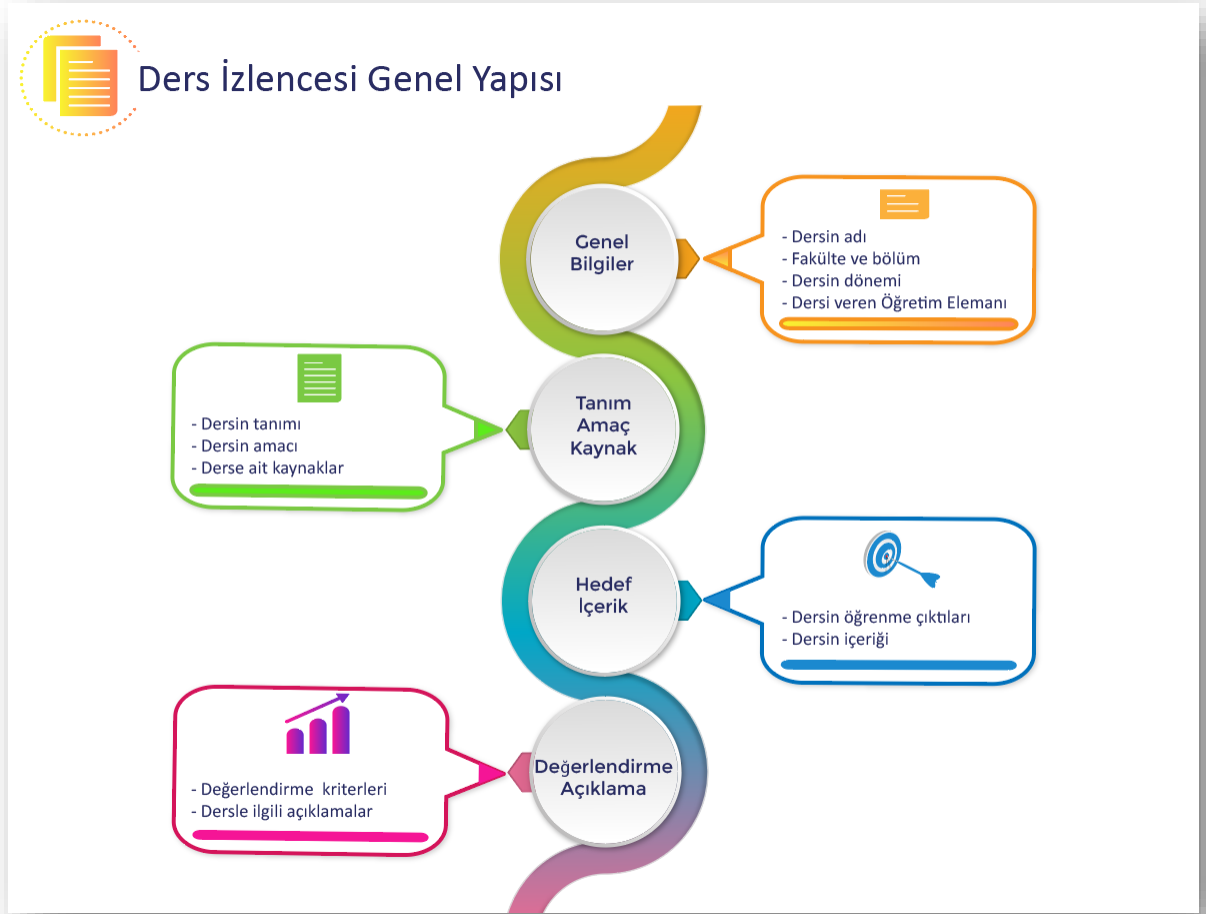 Ders İzlencesi Genel Yapısı
Genel
Bilgiler
- Dersin adı
- Fakülte ve bölüm
- Dersin dönemi
- Dersi veren Öğretim Elemanı
Tanım
Amaç
Kaynak
- Dersin tanımı
- Dersin amacı
- Derse ait kaynaklar
Hedef
İçerik
- Dersin öğrenme çıktıları
- Dersin içeriği
Değerlendirme
Açıklama
- Değerlendirme kriterleri
- Dersle ilgili açıklamalar